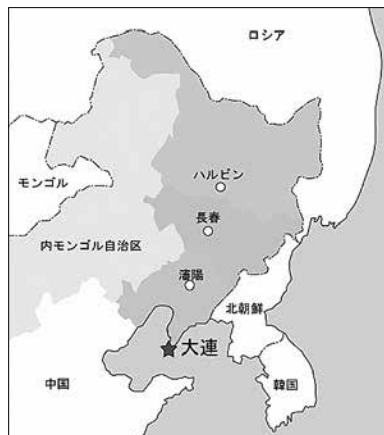 ロシア
ハルビン
モンゴル
長春
内モンゴル自治区
瀋陽
北朝鮮
大連
中国
韓国